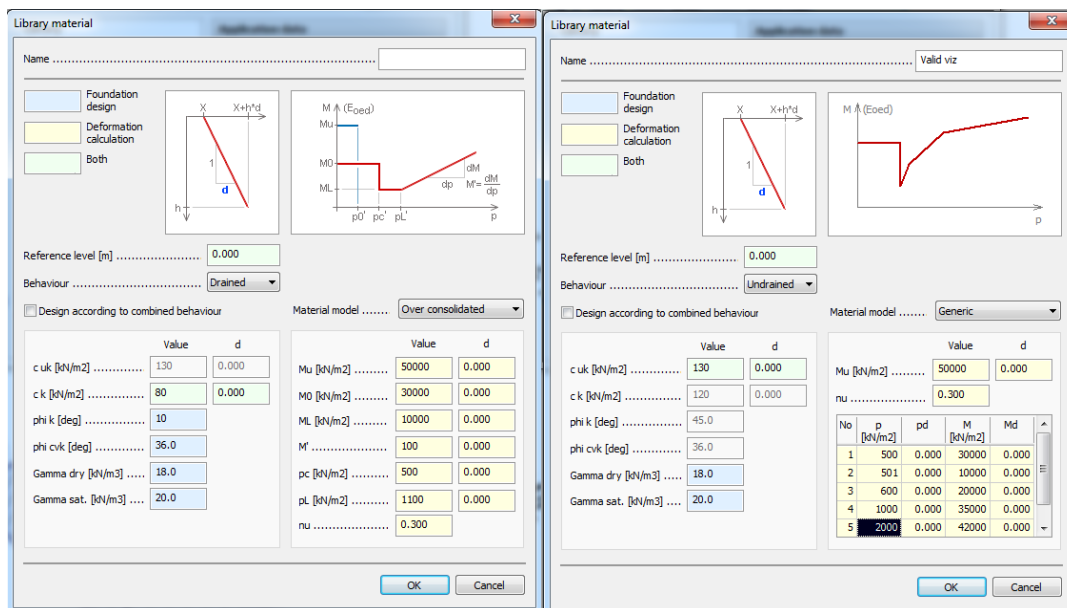 Library material
Application data
Name
Foundation design
Deformation calculation
Both
X X+h*d
1
d
h
M (Eoed)
Mu
M0
ML
dM
dp M'= dM/dp
p0' pc' pL' p
Reference level [m] 0.000
Behaviour Drained
Design according to combined behaviour
Material model Over consolidated
Value d
c uk [kN/m2] 130 0.000
c k [kN/m2] 80 0.000
phi k [deg] 10
phi cvk [deg] 36.0
Gamma dry [kN/m3] 18.0
Gamma sat. [kN/m3] 20.0
Value d
Mu [kN/m2] 50000 0.000
M0 [kN/m2] 30000 0.000
ML [kN/m2] 10000 0.000
M' 100 0.000
pc [kN/m2] 500 0.000
pL [kN/m2] 1100 0.000
nu 0.300
OK Cancel
Library material
Application data
Name Valid viz
Foundation design
Deformation calculation
Both
X X+h*d
1
d
h
M (Eoed)
p
Reference level [m] 0.000
Behaviour Undrained
Design according to combined behaviour
Material model Generic
Value d
c uk [kN/m2] 130 0.000
c k [kN/m2] 120 0.000
phi k [deg] 45.0
phi cvk [deg] 36.0
Gamma dry [kN/m3] 18.0
Gamma sat. [kN/m3] 20.0
Value d
Mu [kN/m2] 50000 0.000
nu 0.300
No p [kN/m2] pd M [kN/m2] Md
1 500 0.000 30000 0.000
2 501 0.000 10000 0.000
3 600 0.000 20000 0.000
4 1000 0.000 35000 0.000
5 2000 0.000 42000 0.000
OK Cancel